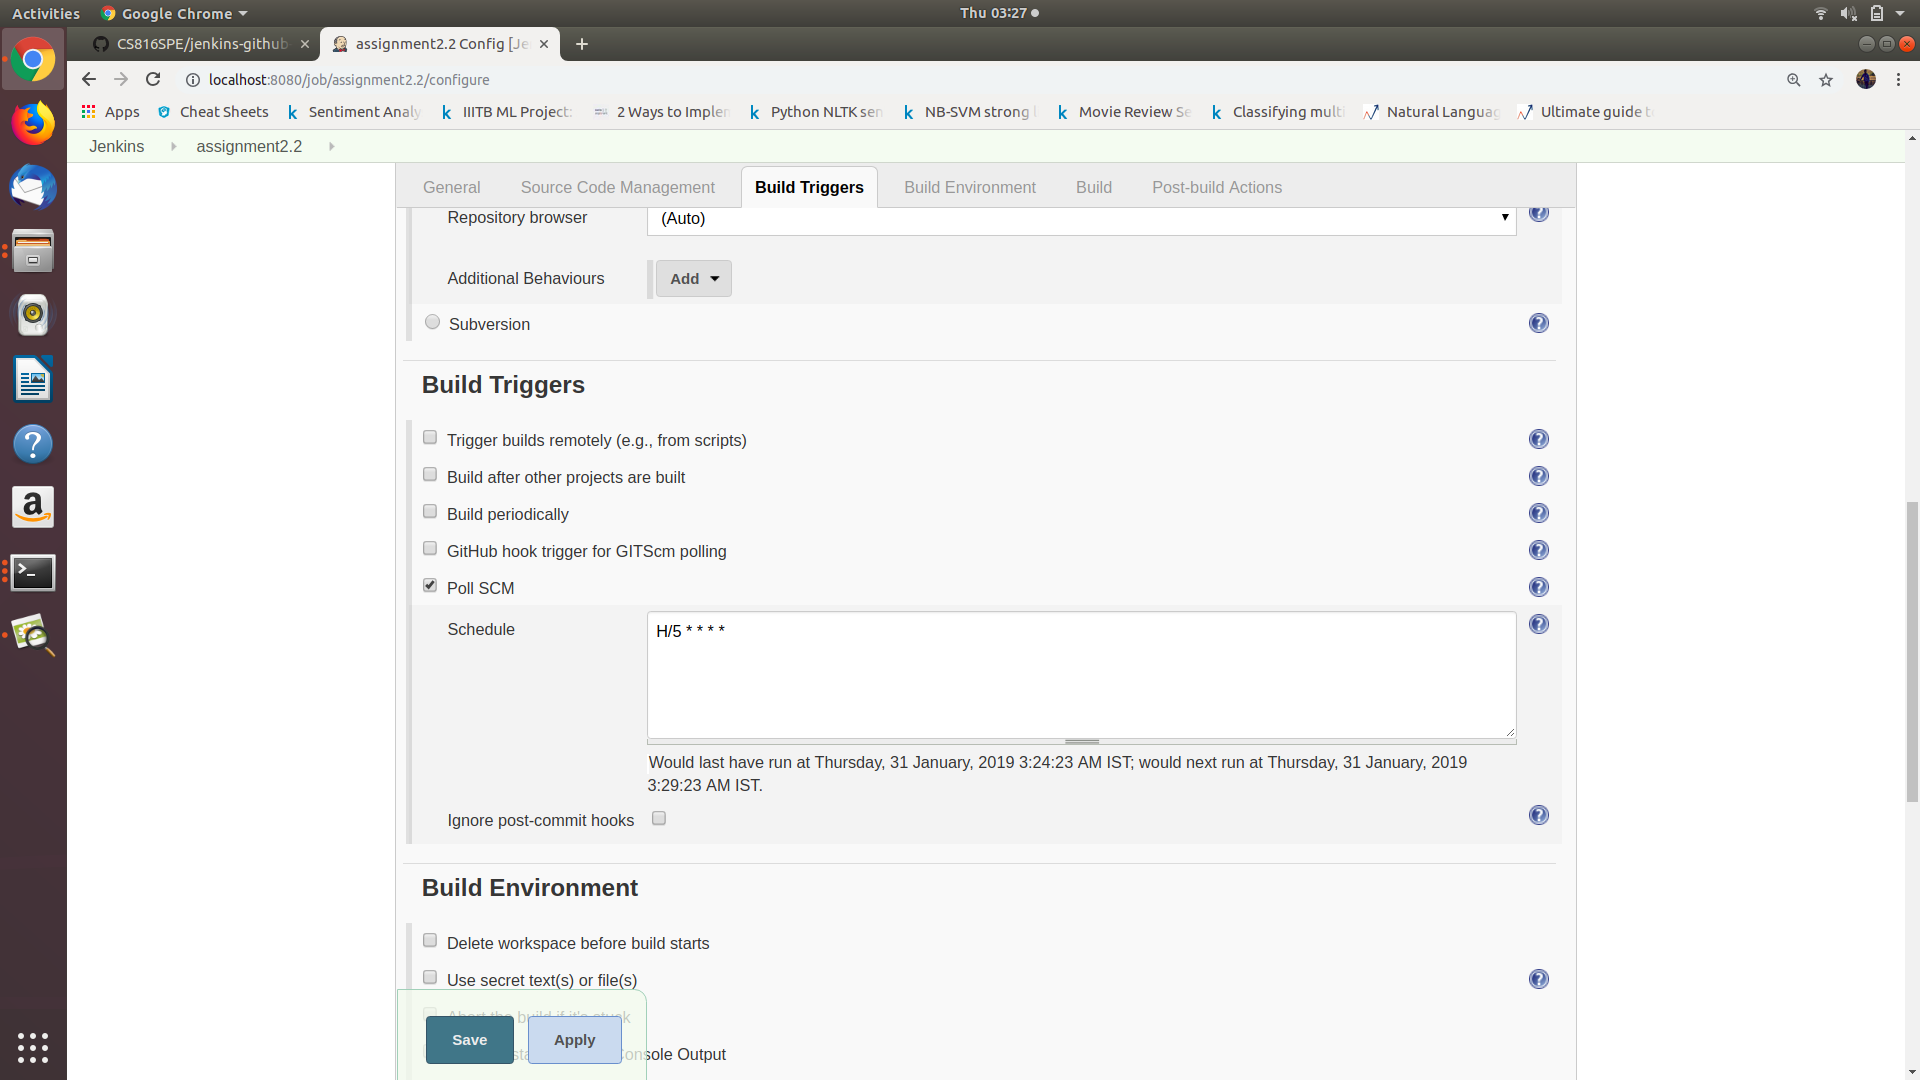 Activities Google Chrome Thu 03:27
CS816SPE/jenkins-github assignment2.2 Config [Je
localhost:8080/job/assignment2.2/configure
Apps Cheat Sheets Sentiment Analy IIITB ML Project: 2 Ways to Implem Python NLTK sen NB-SVM strong Movie Review Se Classifying multi Natural Languag Ultimate guide to
Jenkins assignment2.2
General Source Code Management Build Triggers Build Environment Build Post-build Actions
Repository browser (Auto)
Additional Behaviours Add
Subversion
Build Triggers
Trigger builds remotely (e.g., from scripts)
Build after other projects are built
Build periodically
GitHub hook trigger for GITScm polling
Poll SCM
Schedule H/5 * * * *
Would last have run at Thursday, 31 January, 2019 3:24:23 AM IST; would next run at Thursday, 31 January, 2019
3:29:23 AM IST.
Ignore post-commit hooks
Build Environment
Delete workspace before build starts
Use secret text(s) or file(s)
Abort the build if it's stuck
Save Apply
Console Output